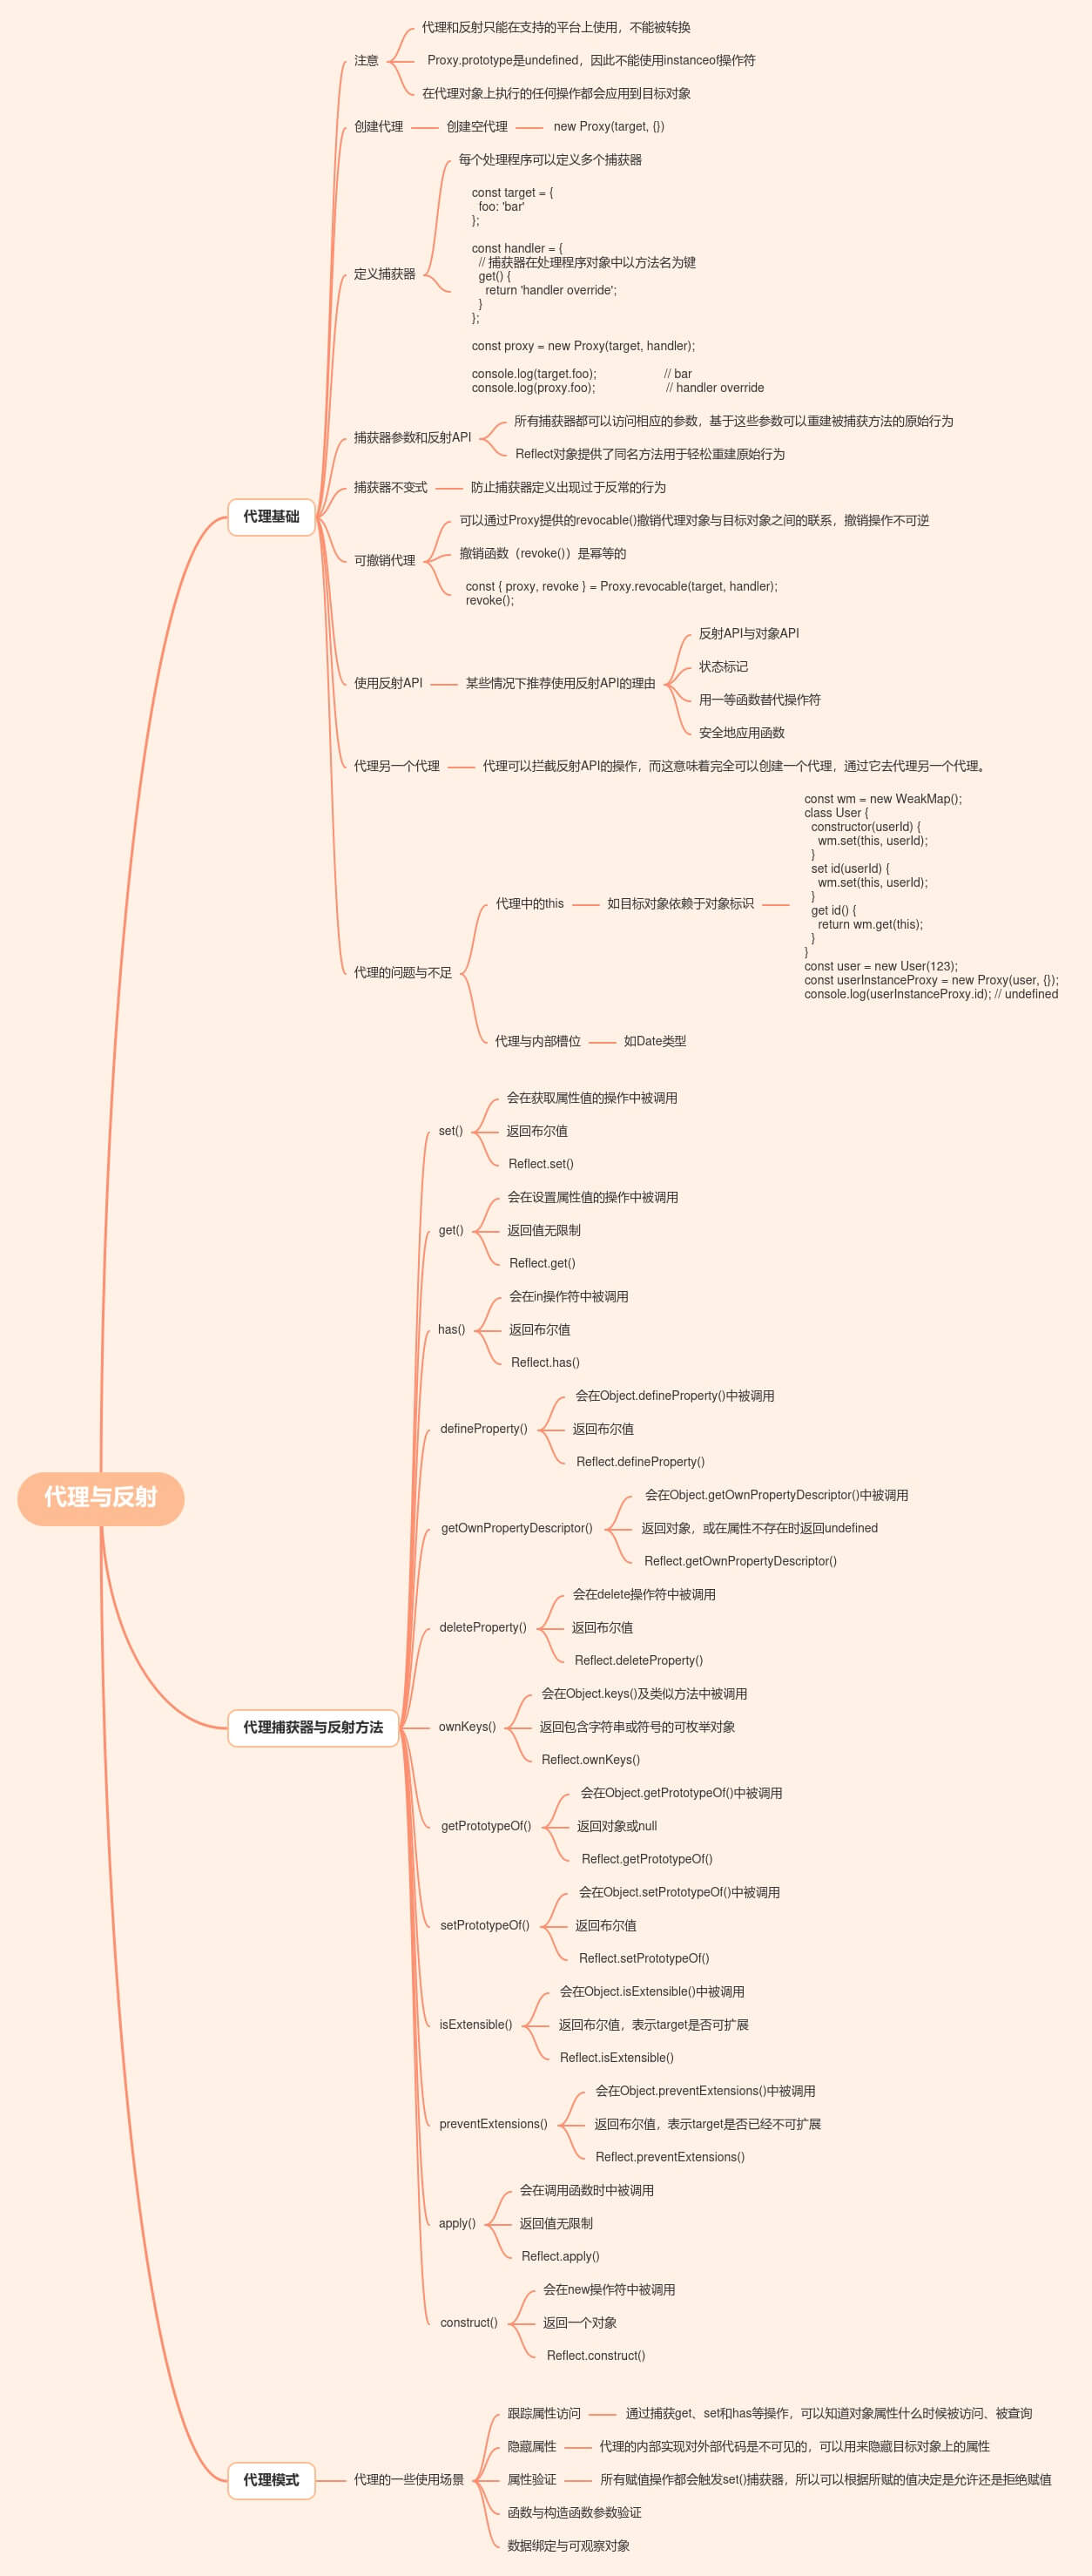 代理与反射
代理基础
注意
代理和反射只能在支持的平台上使用，不能被转换
Proxy.prototype是undefined，因此不能使用instanceof操作符
在代理对象上执行的任何操作都会应用到目标对象
创建代理
创建空代理
new Proxy(target, {})
定义捕获器
每个处理程序可以定义多个捕获器
const target = {
foo: 'bar'
};
const handler = {
// 捕获器在处理程序对象中以方法名为键
get() {
return 'handler override';
}
};
const proxy = new Proxy(target, handler);
console.log(target.foo); // bar
console.log(proxy.foo); // handler override
捕获器参数和反射API
所有捕获器都可以访问相应的参数，基于这些参数可以重建被捕获方法的原始行为
Reflect对象提供了同名方法用于轻松重建原始行为
捕获器不变式
防止捕获器定义出现过于反常的行为
可撤销代理
可以通过Proxy提供的revocable()撤销代理对象与目标对象之间的联系，撤销操作不可逆
撤销函数（revoke()）是幂等的
const { proxy, revoke } = Proxy.revocable(target, handler);
revoke();
使用反射API
某些情况下推荐使用反射API的理由
反射API与对象API
状态标记
用一等函数替代操作符
安全地应用函数
代理另一个代理
代理可以拦截反射API的操作，而这意味着完全可以创建一个代理，通过它去代理另一个代理。
代理的问题与不足
代理中的this
如目标对象依赖于对象标识
const wm = new WeakMap();
class User {
constructor(userId) {
wm.set(this, userId);
}
set id(userId) {
wm.set(this, userId);
}
get id() {
return wm.get(this);
}
}
const user = new User(123);
const userInstanceProxy = new Proxy(user, {});
console.log(userInstanceProxy.id); // undefined
代理与内部槽位
如Date类型
代理捕获器与反射方法
set()
会在获取属性值的操作中被调用
返回布尔值
Reflect.set()
get()
会在设置属性值的操作中被调用
返回值无限制
Reflect.get()
has()
会在in操作符中被调用
返回布尔值
Reflect.has()
defineProperty()
会在Object.defineProperty()中被调用
返回布尔值
Reflect.defineProperty()
getOwnPropertyDescriptor()
会在Object.getOwnPropertyDescriptor()中被调用
返回对象，或在属性不存在时返回undefined
Reflect.getOwnPropertyDescriptor()
deleteProperty()
会在delete操作符中被调用
返回布尔值
Reflect.deleteProperty()
ownKeys()
会在Object.keys()及类似方法中被调用
返回包含字符串或符号的可枚举对象
Reflect.ownKeys()
getPrototypeOf()
会在Object.getPrototypeOf()中被调用
返回对象或null
Reflect.getPrototypeOf()
setPrototypeOf()
会在Object.setPrototypeOf()中被调用
返回布尔值
Reflect.setPrototypeOf()
isExtensible()
会在Object.isExtensible()中被调用
返回布尔值，表示target是否可扩展
Reflect.isExtensible()
preventExtensions()
会在Object.preventExtensions()中被调用
返回布尔值，表示target是否已经不可扩展
Reflect.preventExtensions()
apply()
会在调用函数时中被调用
返回值无限制
Reflect.apply()
construct()
会在new操作符中被调用
返回一个对象
Reflect.construct()
代理模式
代理的一些使用场景
跟踪属性访问
通过捕获get、set和has等操作，可以知道对象属性什么时候被访问、被查询
隐藏属性
代理的内部实现对外部代码是不可见的，可以用来隐藏目标对象上的属性
属性验证
所有赋值操作都会触发set()捕获器，所以可以根据所赋的值决定是允许还是拒绝赋值
函数与构造函数参数验证
数据绑定与可观察对象